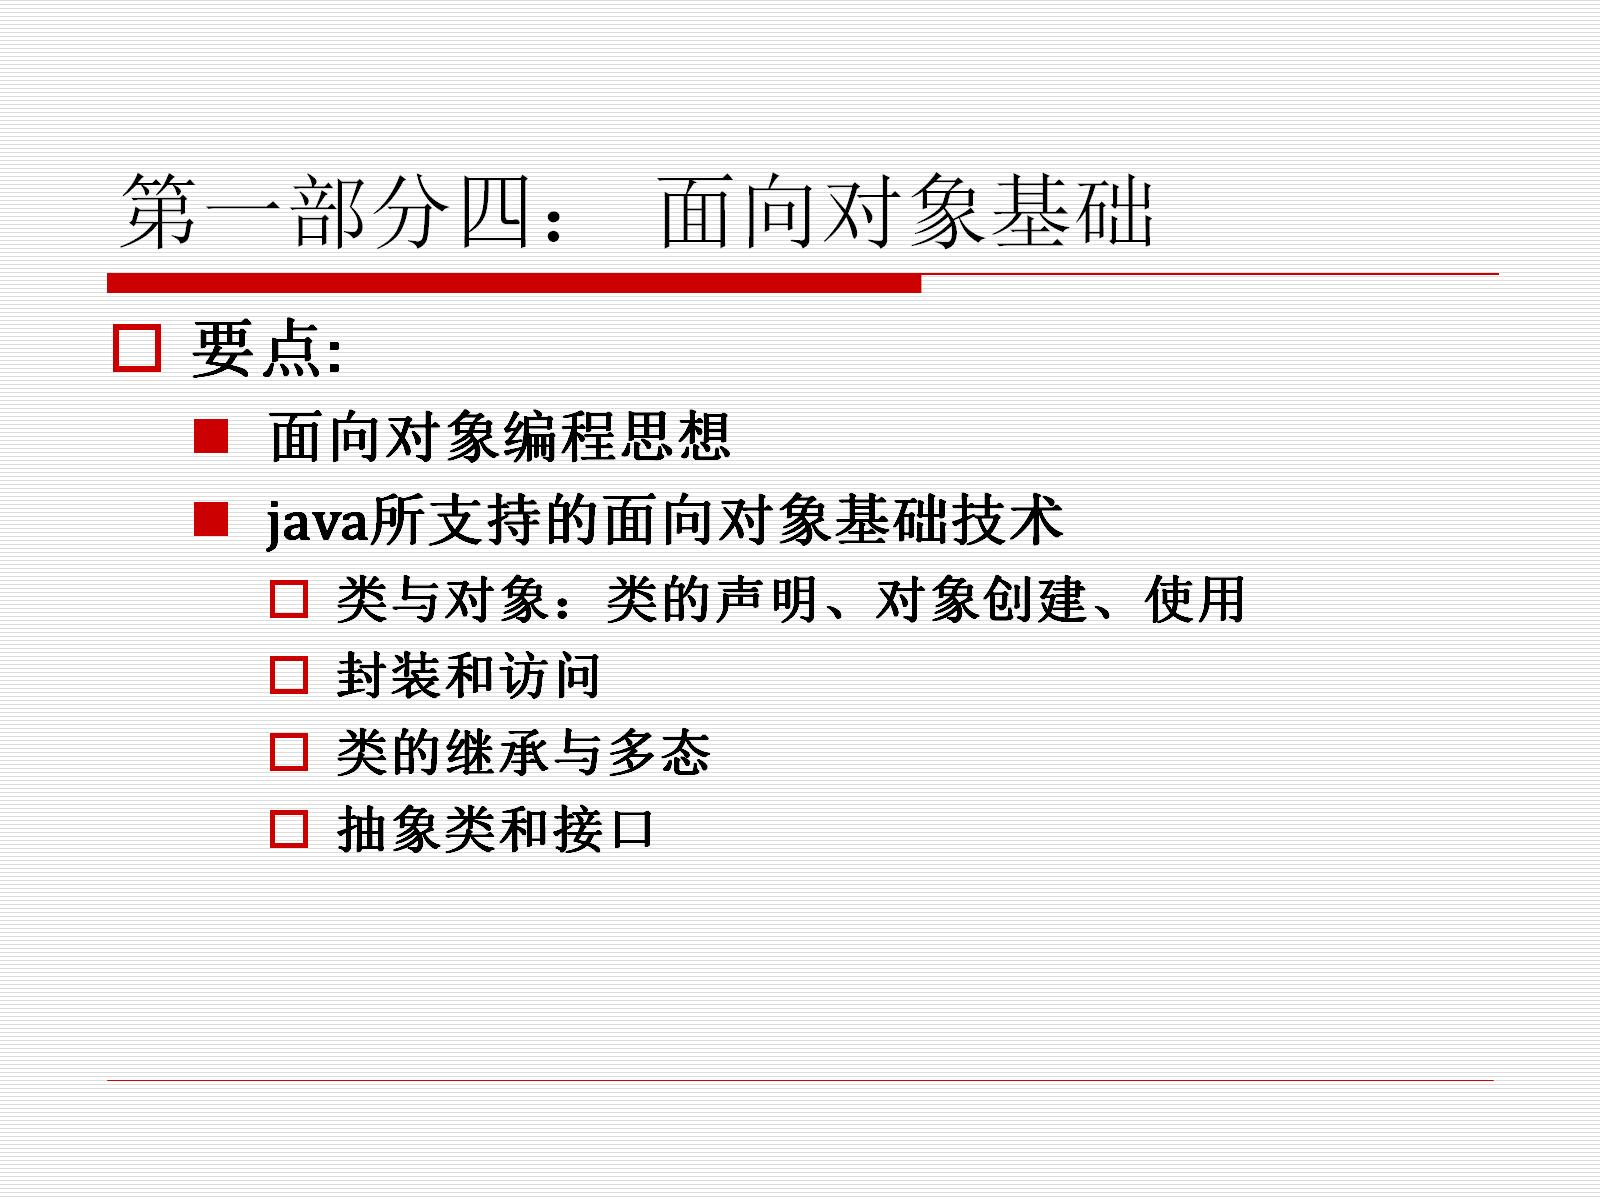 第一部分四： 面向对象基础
要点:
面向对象编程思想
java所支持的面向对象基础技术
类与对象：类的声明、对象创建、使用
封装和访问
类的继承与多态
抽象类和接口